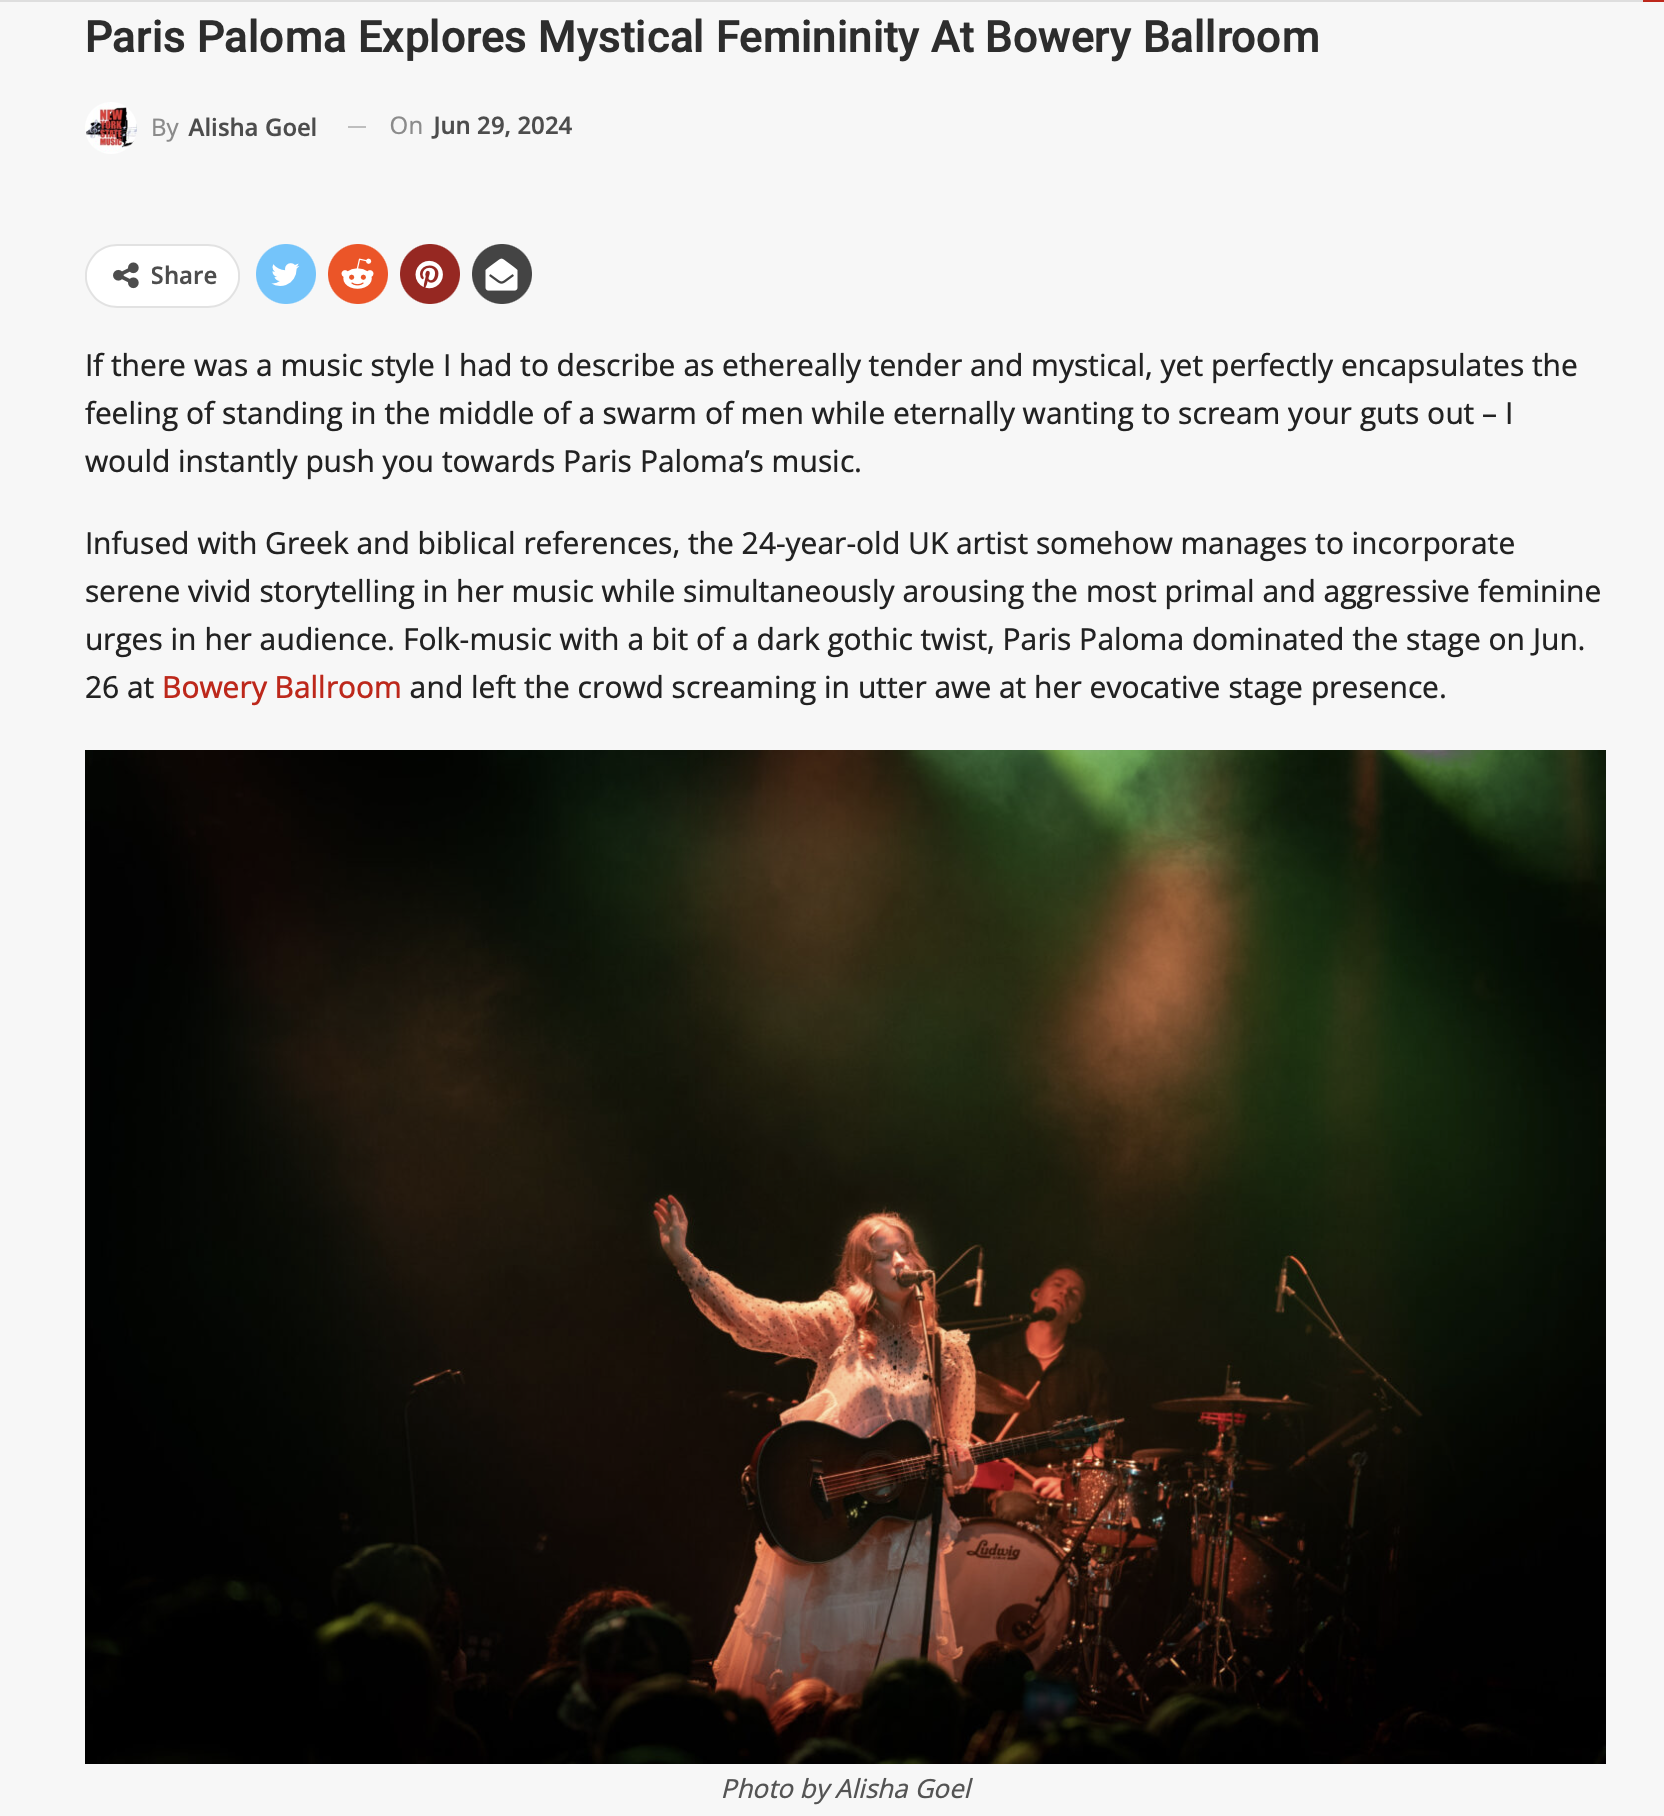 Paris Paloma Explores Mystical Femininity At Bowery Ballroom
NEW
YORK
STATE
MUSIC
By Alisha Goel — On Jun 29, 2024
Share
If there was a music style I had to describe as ethereally tender and mystical, yet perfectly encapsulates the
feeling of standing in the middle of a swarm of men while eternally wanting to scream your guts out – I
would instantly push you towards Paris Paloma’s music.
Infused with Greek and biblical references, the 24-year-old UK artist somehow manages to incorporate
serene vivid storytelling in her music while simultaneously arousing the most primal and aggressive feminine
urges in her audience. Folk-music with a bit of a dark gothic twist, Paris Paloma dominated the stage on Jun.
26 at Bowery Ballroom and left the crowd screaming in utter awe at her evocative stage presence.
Ludwig
Photo by Alisha Goel